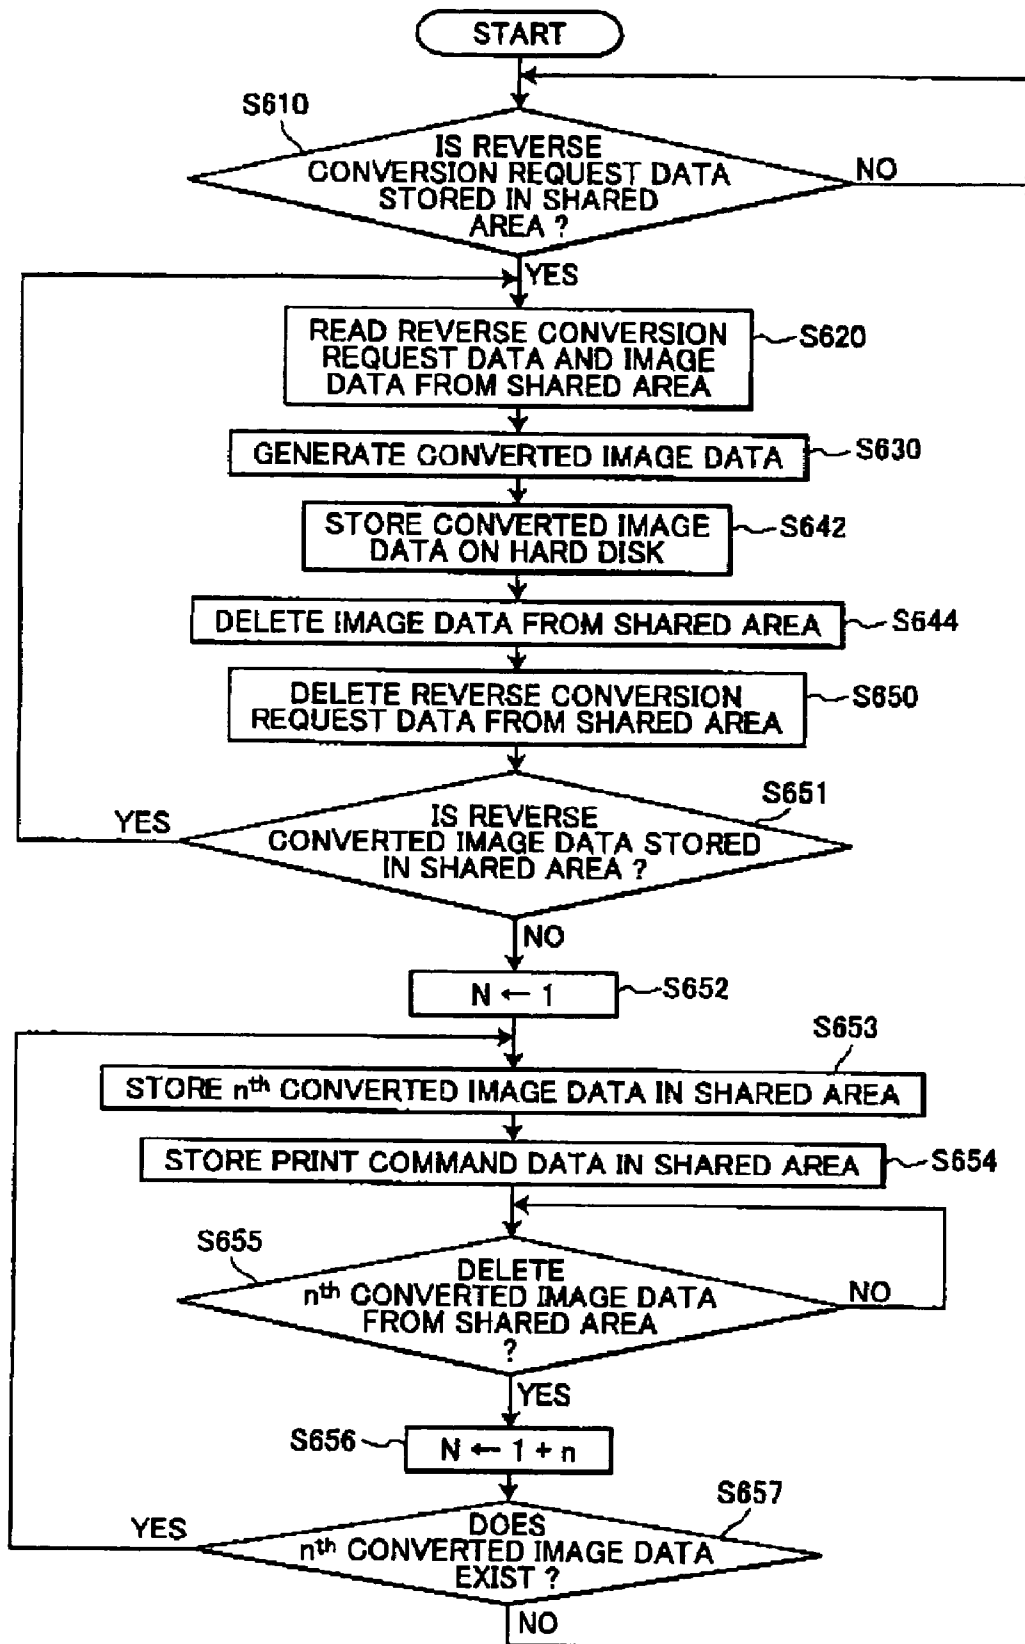 START
S610
IS REVERSE
CONVERSION REQUEST DATA
STORED IN SHARED
AREA ?
NO
YES
READ REVERSE CONVERSION
REQUEST DATA AND IMAGE
DATA FROM SHARED AREA
S620
GENERATE CONVERTED IMAGE DATA
S630
STORE CONVERTED IMAGE
DATA ON HARD DISK
S642
DELETE IMAGE DATA FROM SHARED AREA
S644
DELETE REVERSE CONVERSION
REQUEST DATA FROM SHARED AREA
S650
S651
YES
IS REVERSE
CONVERTED IMAGE DATA STORED
IN SHARED AREA ?
NO
N ← 1
S652
S653
STORE nth CONVERTED IMAGE DATA IN SHARED AREA
STORE PRINT COMMAND DATA IN SHARED AREA
S654
S655
DELETE
nth CONVERTED IMAGE DATA
FROM SHARED AREA
?
NO
YES
S656
N ← 1 + n
S657
YES
DOES
nth CONVERTED IMAGE DATA
EXIST ?
NO